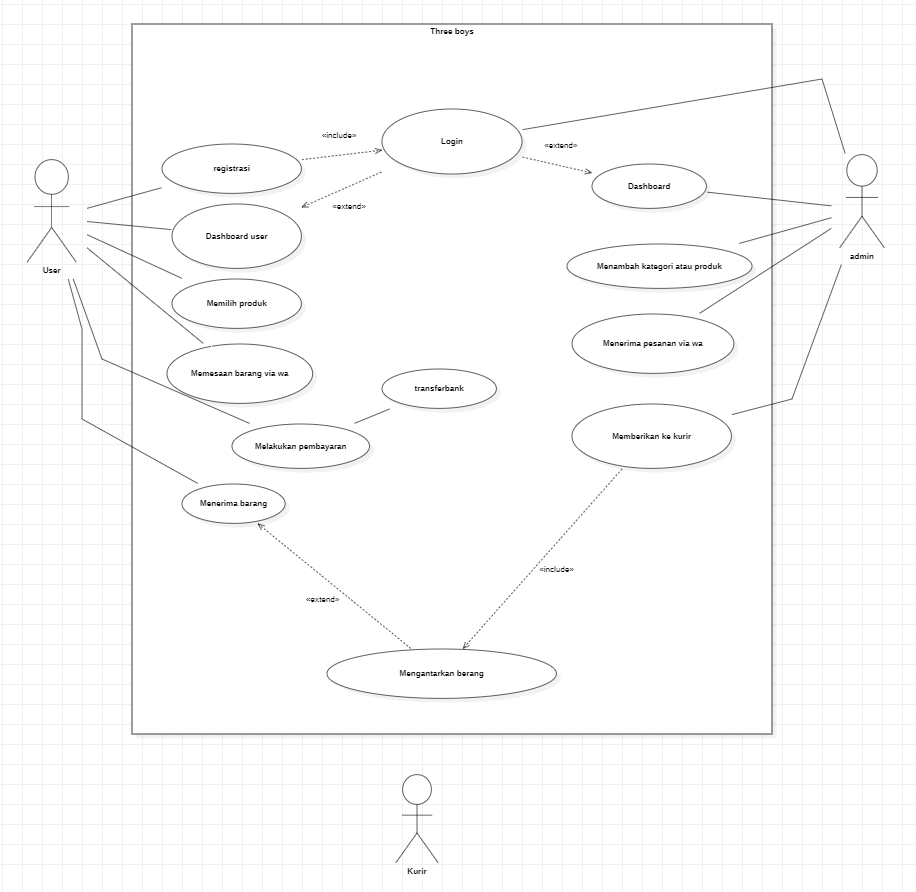 Three boys
«include»
Login
«extend»
registrasi
Dashboard
«extend»
Dashboard user
User
admin
Menambah kategori atau produk
Memilih produk
Menerima pesanan via wa
Memesaan barang via wa
transferbank
Melakukan pembayaran
Memberikan ke kurir
Menerima barang
«include»
«extend»
Mengantarkan berang
Kurir